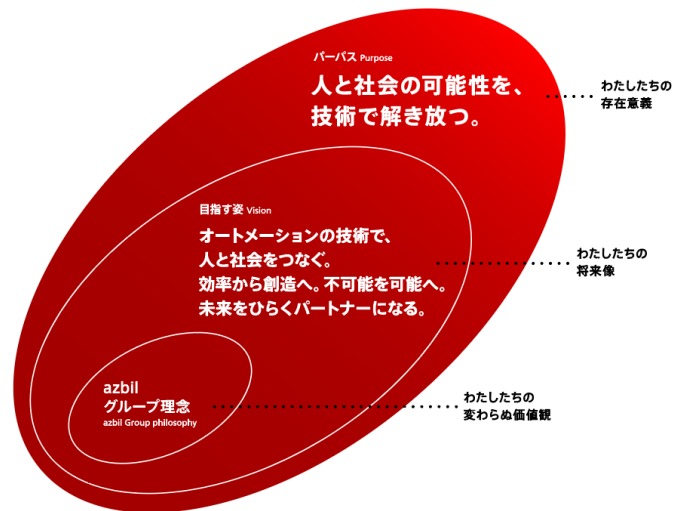 パーパス Purpose
人と社会の可能性を、
技術で解き放つ。
わたしたちの
存在意義
目指す姿 Vision
オートメーションの技術で、
人と社会をつなぐ。
効率から創造へ。不可能を可能へ。
未来をひらくパートナーになる。
わたしたちの
将来像
azbil
グループ理念
azbil Group philosophy
わたしたちの
変わらぬ価値観